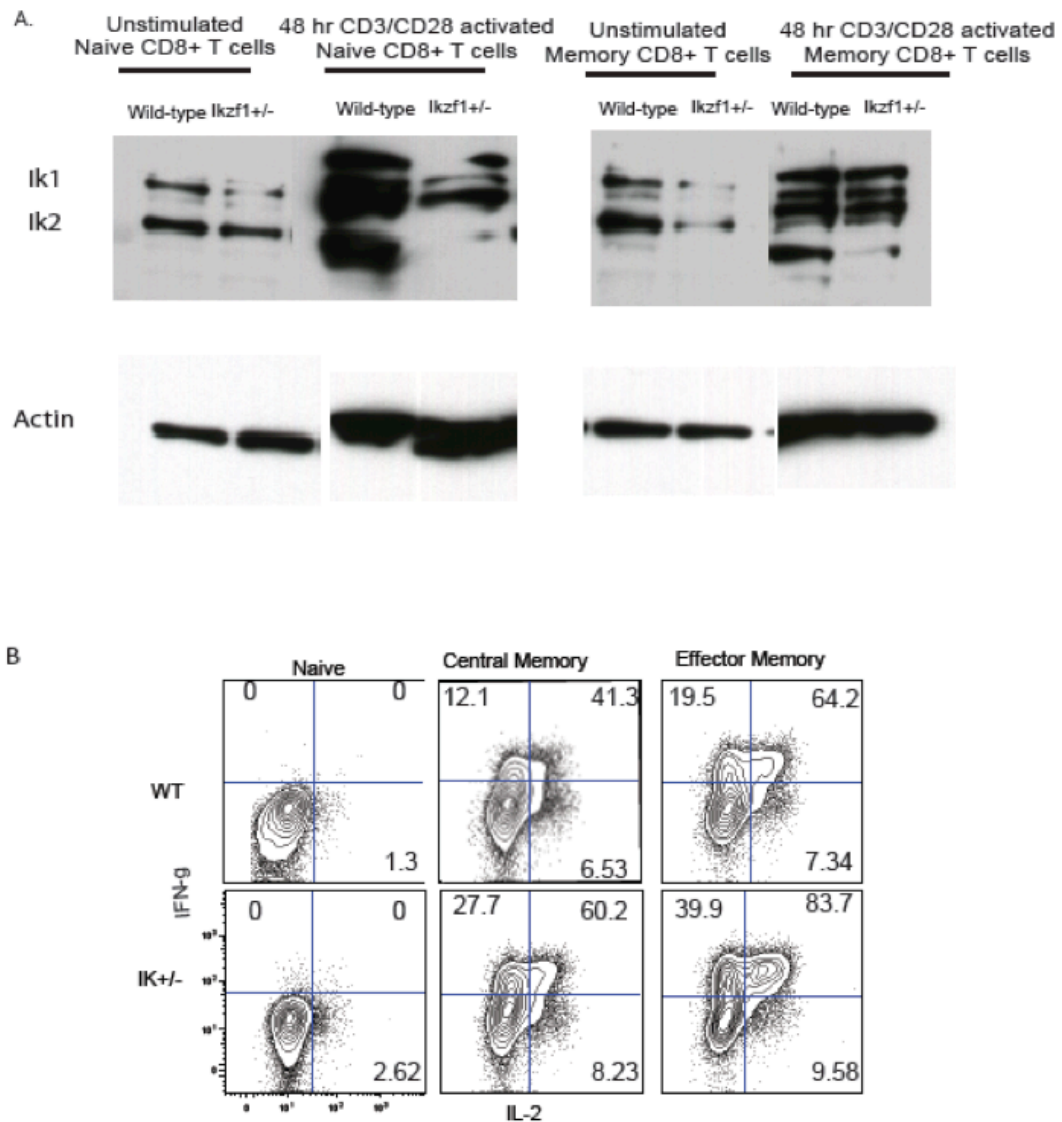 A.
Unstimulated
Naive CD8+ T cells
48 hr CD3/CD28 activated
Naive CD8+ T cells
Unstimulated
Memory CD8+ T cells
48 hr CD3/CD28 activated
Memory CD8+ T cells
Wild-type Ikzf1+/-
Wild-type Ikzf1+/-
Wild-type Ikzf1+/-
Wild-type Ikzf1+/-
Ik1
Ik2
Actin
B
Naive
Central Memory
Effector Memory
0 0
12.1 41.3
19.5 64.2
WT
1.3
6.53
7.34
IFN-g
0 0
27.7 60.2
39.9 83.7
IK+/-
2.62
8.23
9.58
0
IL-2